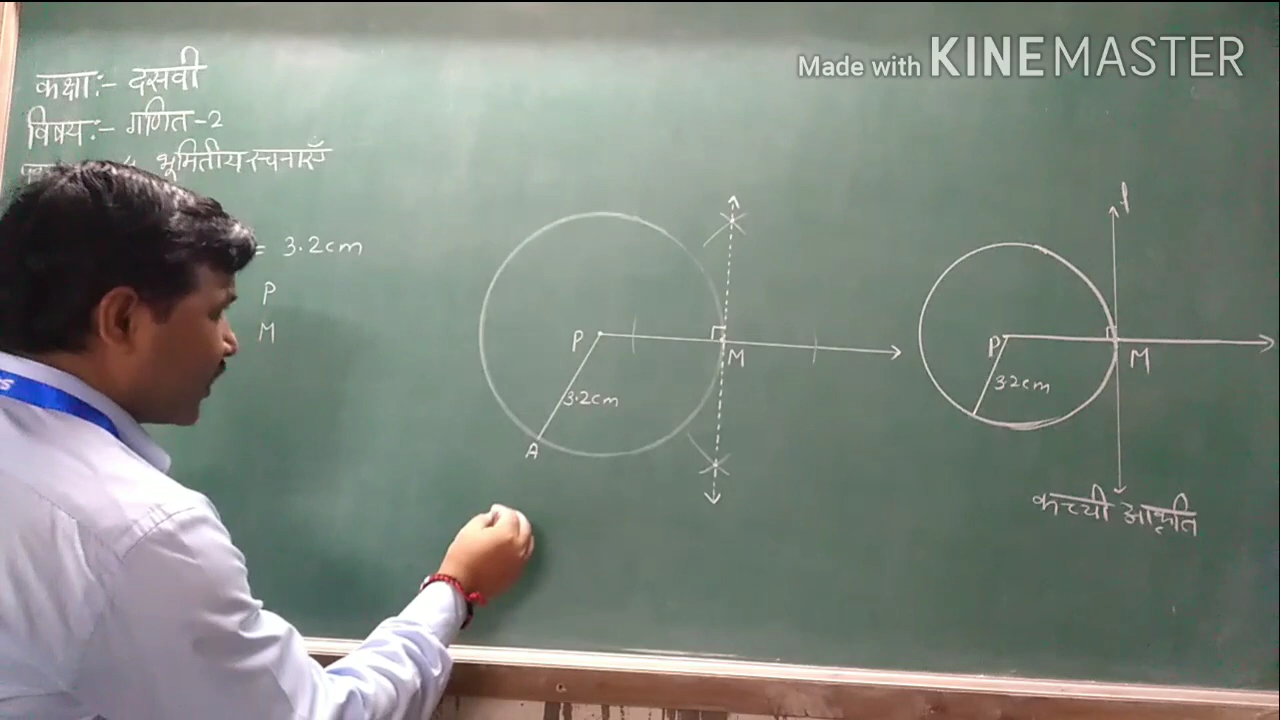 Made with KINEMASTER
कक्षा:- दसवी
विषय:- गणित-2
भूमितीय रचनाएँ
= 3.2cm
P
M
P
M
3.2cm
A
l
P
M
3.2cm
कच्ची आकृति